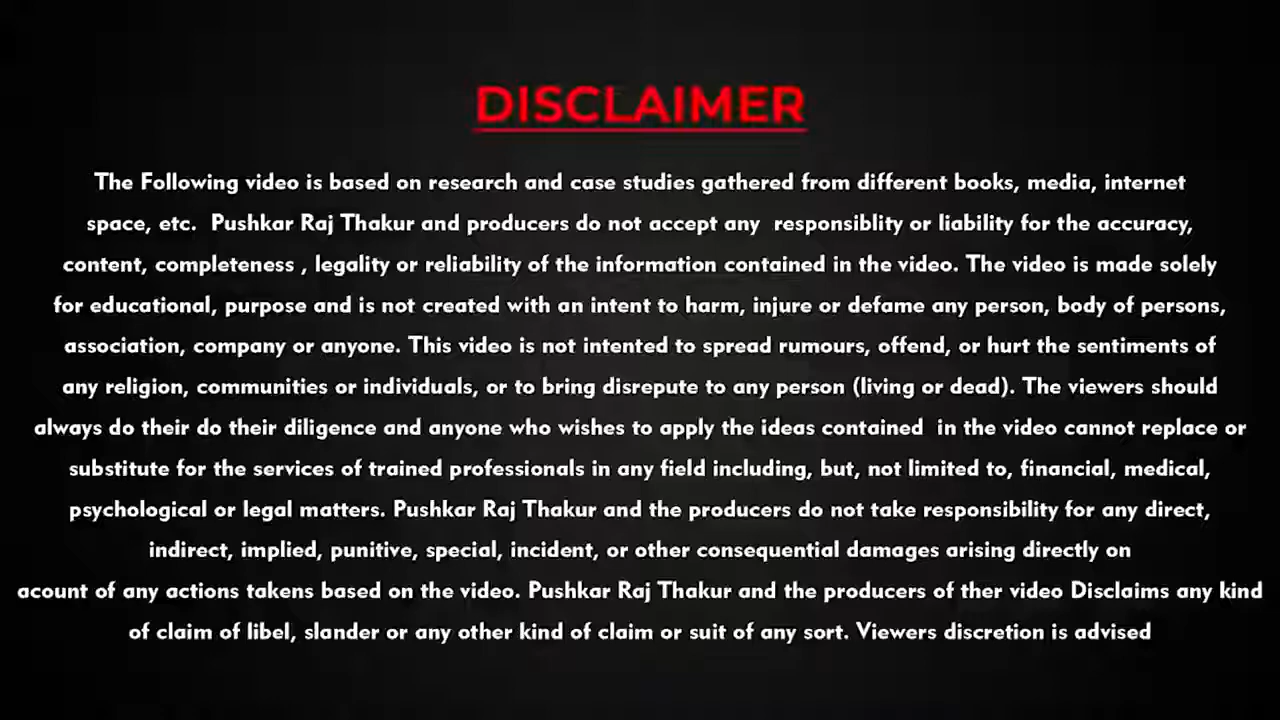 DISCLAIMER
The Following video is based on research and case studies gathered from different books, media, internet
space, etc.  Pushkar Raj Thakur and producers do not accept any  responsiblity or liability for the accuracy,
content, completeness , legality or reliability of the information contained in the video. The video is made solely
for educational, purpose and is not created with an intent to harm, injure or defame any person, body of persons,
association, company or anyone. This video is not intented to spread rumours, offend, or hurt the sentiments of
any religion, communities or individuals, or to bring disrepute to any person (living or dead). The viewers should
always do their do their diligence and anyone who wishes to apply the ideas contained  in the video cannot replace or
substitute for the services of trained professionals in any field including, but, not limited to, financial, medical,
psychological or legal matters. Pushkar Raj Thakur and the producers do not take responsibility for any direct,
indirect, implied, punitive, special, incident, or other consequential damages arising directly on
acount of any actions takens based on the video. Pushkar Raj Thakur and the producers of ther video Disclaims any kind
of claim of libel, slander or any other kind of claim or suit of any sort. Viewers discretion is advised